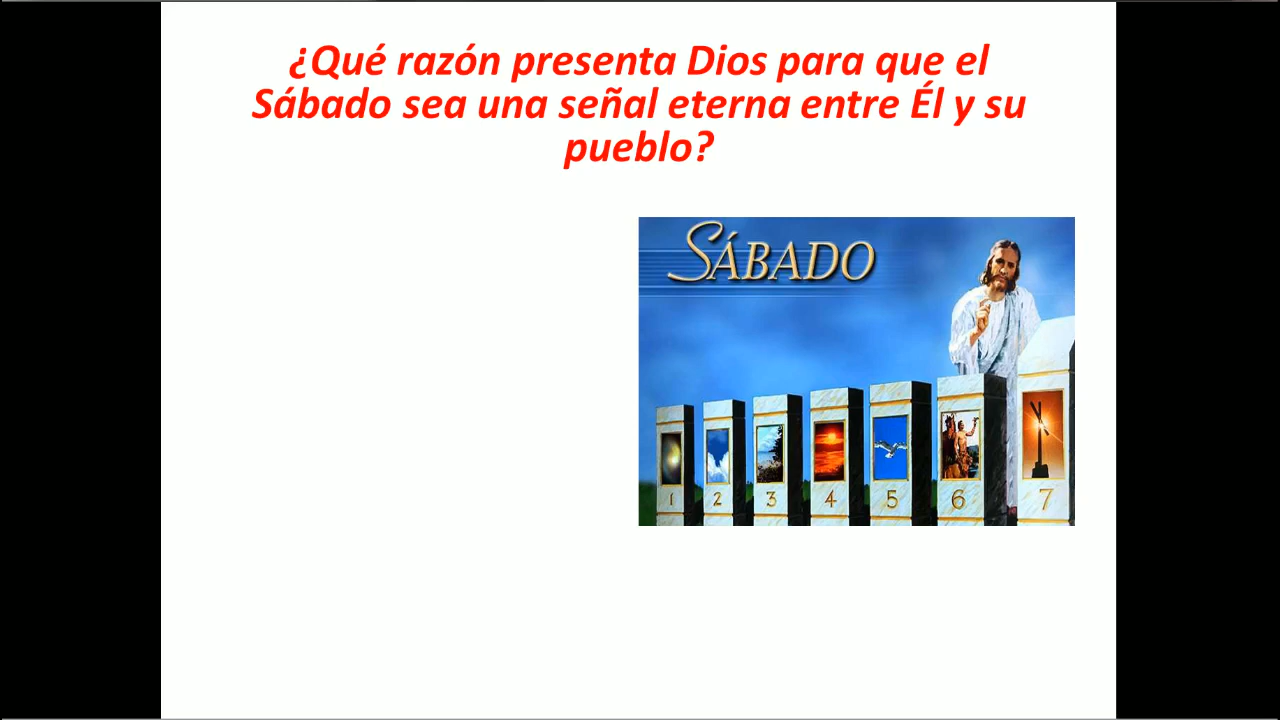 ¿Qué razón presenta Dios para que el
Sábado sea una señal eterna entre Él y su
pueblo?
SÁBADO
1 2 3 4 5 6 7